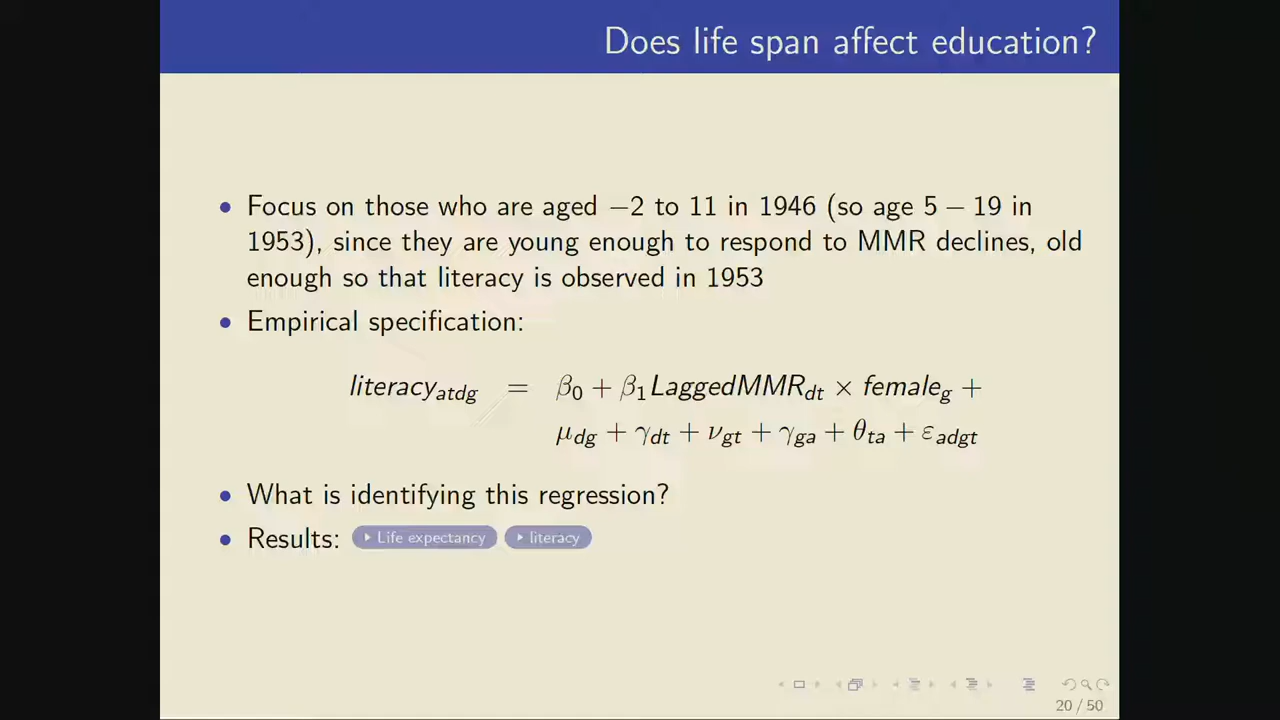 Does life span affect education?
• Focus on those who are aged −2 to 11 in 1946 (so age 5 − 19 in
1953), since they are young enough to respond to MMR declines, old
enough so that literacy is observed in 1953
• Empirical specification:
literacy_atdg = β₀ + β₁LaggedMMR_dt × female_g +
μ_dg + γ_dt + ν_gt + γ_ga + θ_ta + ε_adgt
• What is identifying this regression?
• Results: Life expectancy literacy
20 / 50